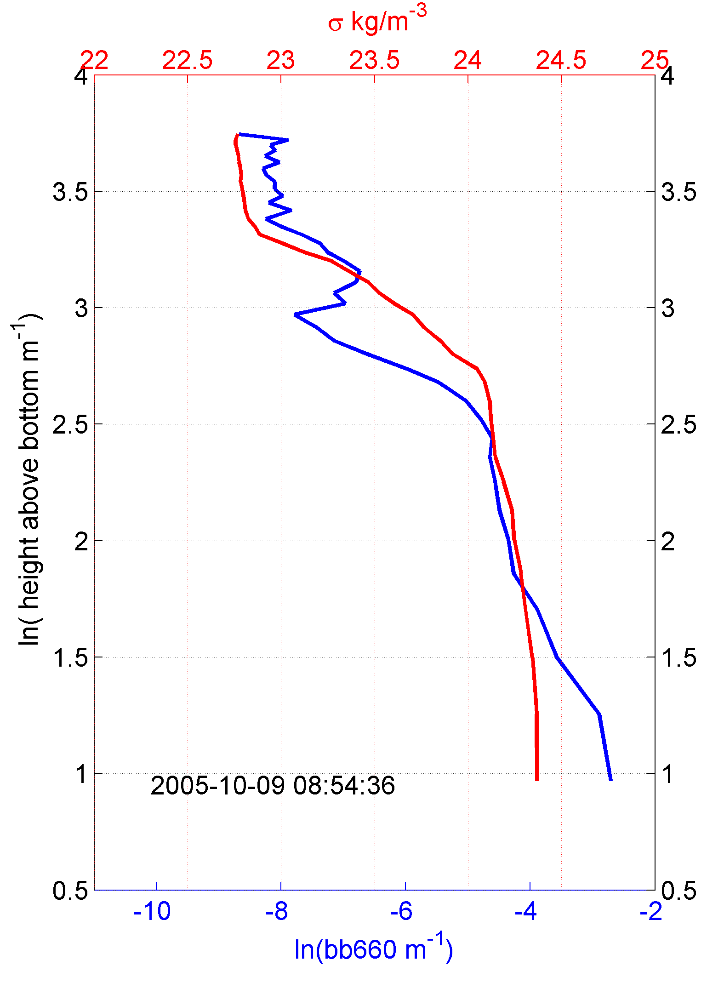 σ kg/m-3
22 22.5 23 23.5 24 24.5 25
4 4
3.5 3.5
3 3
2.5 2.5
2 2
1.5 1.5
1 1
0.5 0.5
ln( height above bottom m-1)
2005-10-09 08:54:36
-10 -8 -6 -4 -2
ln(bb660 m-1)